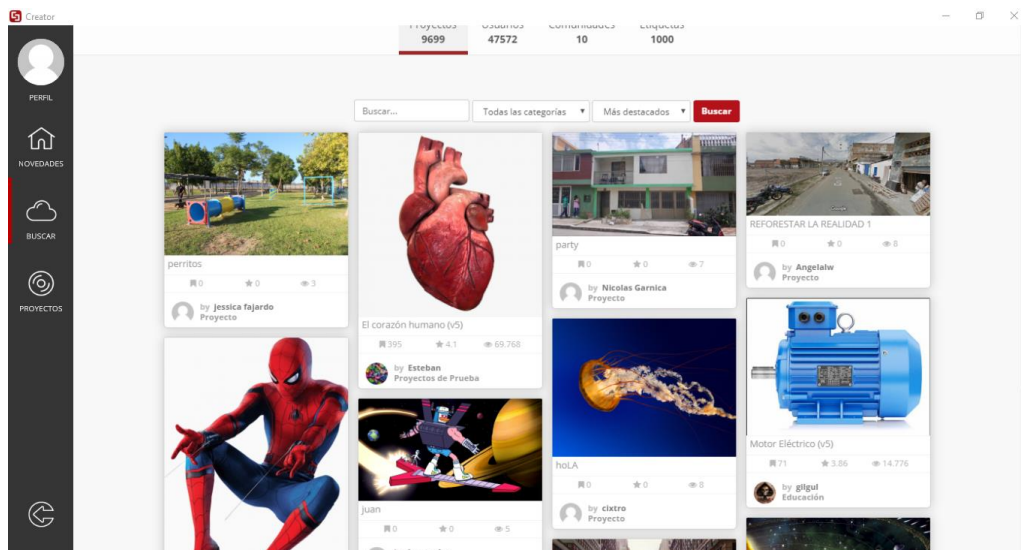 Creator
Proyectos
Usuarios
Comunidades
Etiquetas
9699
47572
10
1000
PERFIL
NOVEDADES
BUSCAR
PROYECTOS
Buscar...
Todas las categorías
Más destacados
Buscar
perritos
0
0
3
by jessica fajardo
Proyecto
El corazón humano (v5)
395
4.1
69.768
by Esteban
Proyectos de Prueba
juan
0
0
5
party
0
0
7
by Nicolas Garnica
Proyecto
hoLA
0
0
8
by cixtro
Proyecto
REFORESTAR LA REALIDAD 1
0
0
8
by Angelalw
Proyecto
Motor Eléctrico (v5)
71
3.86
14.776
by gilgul
Educación